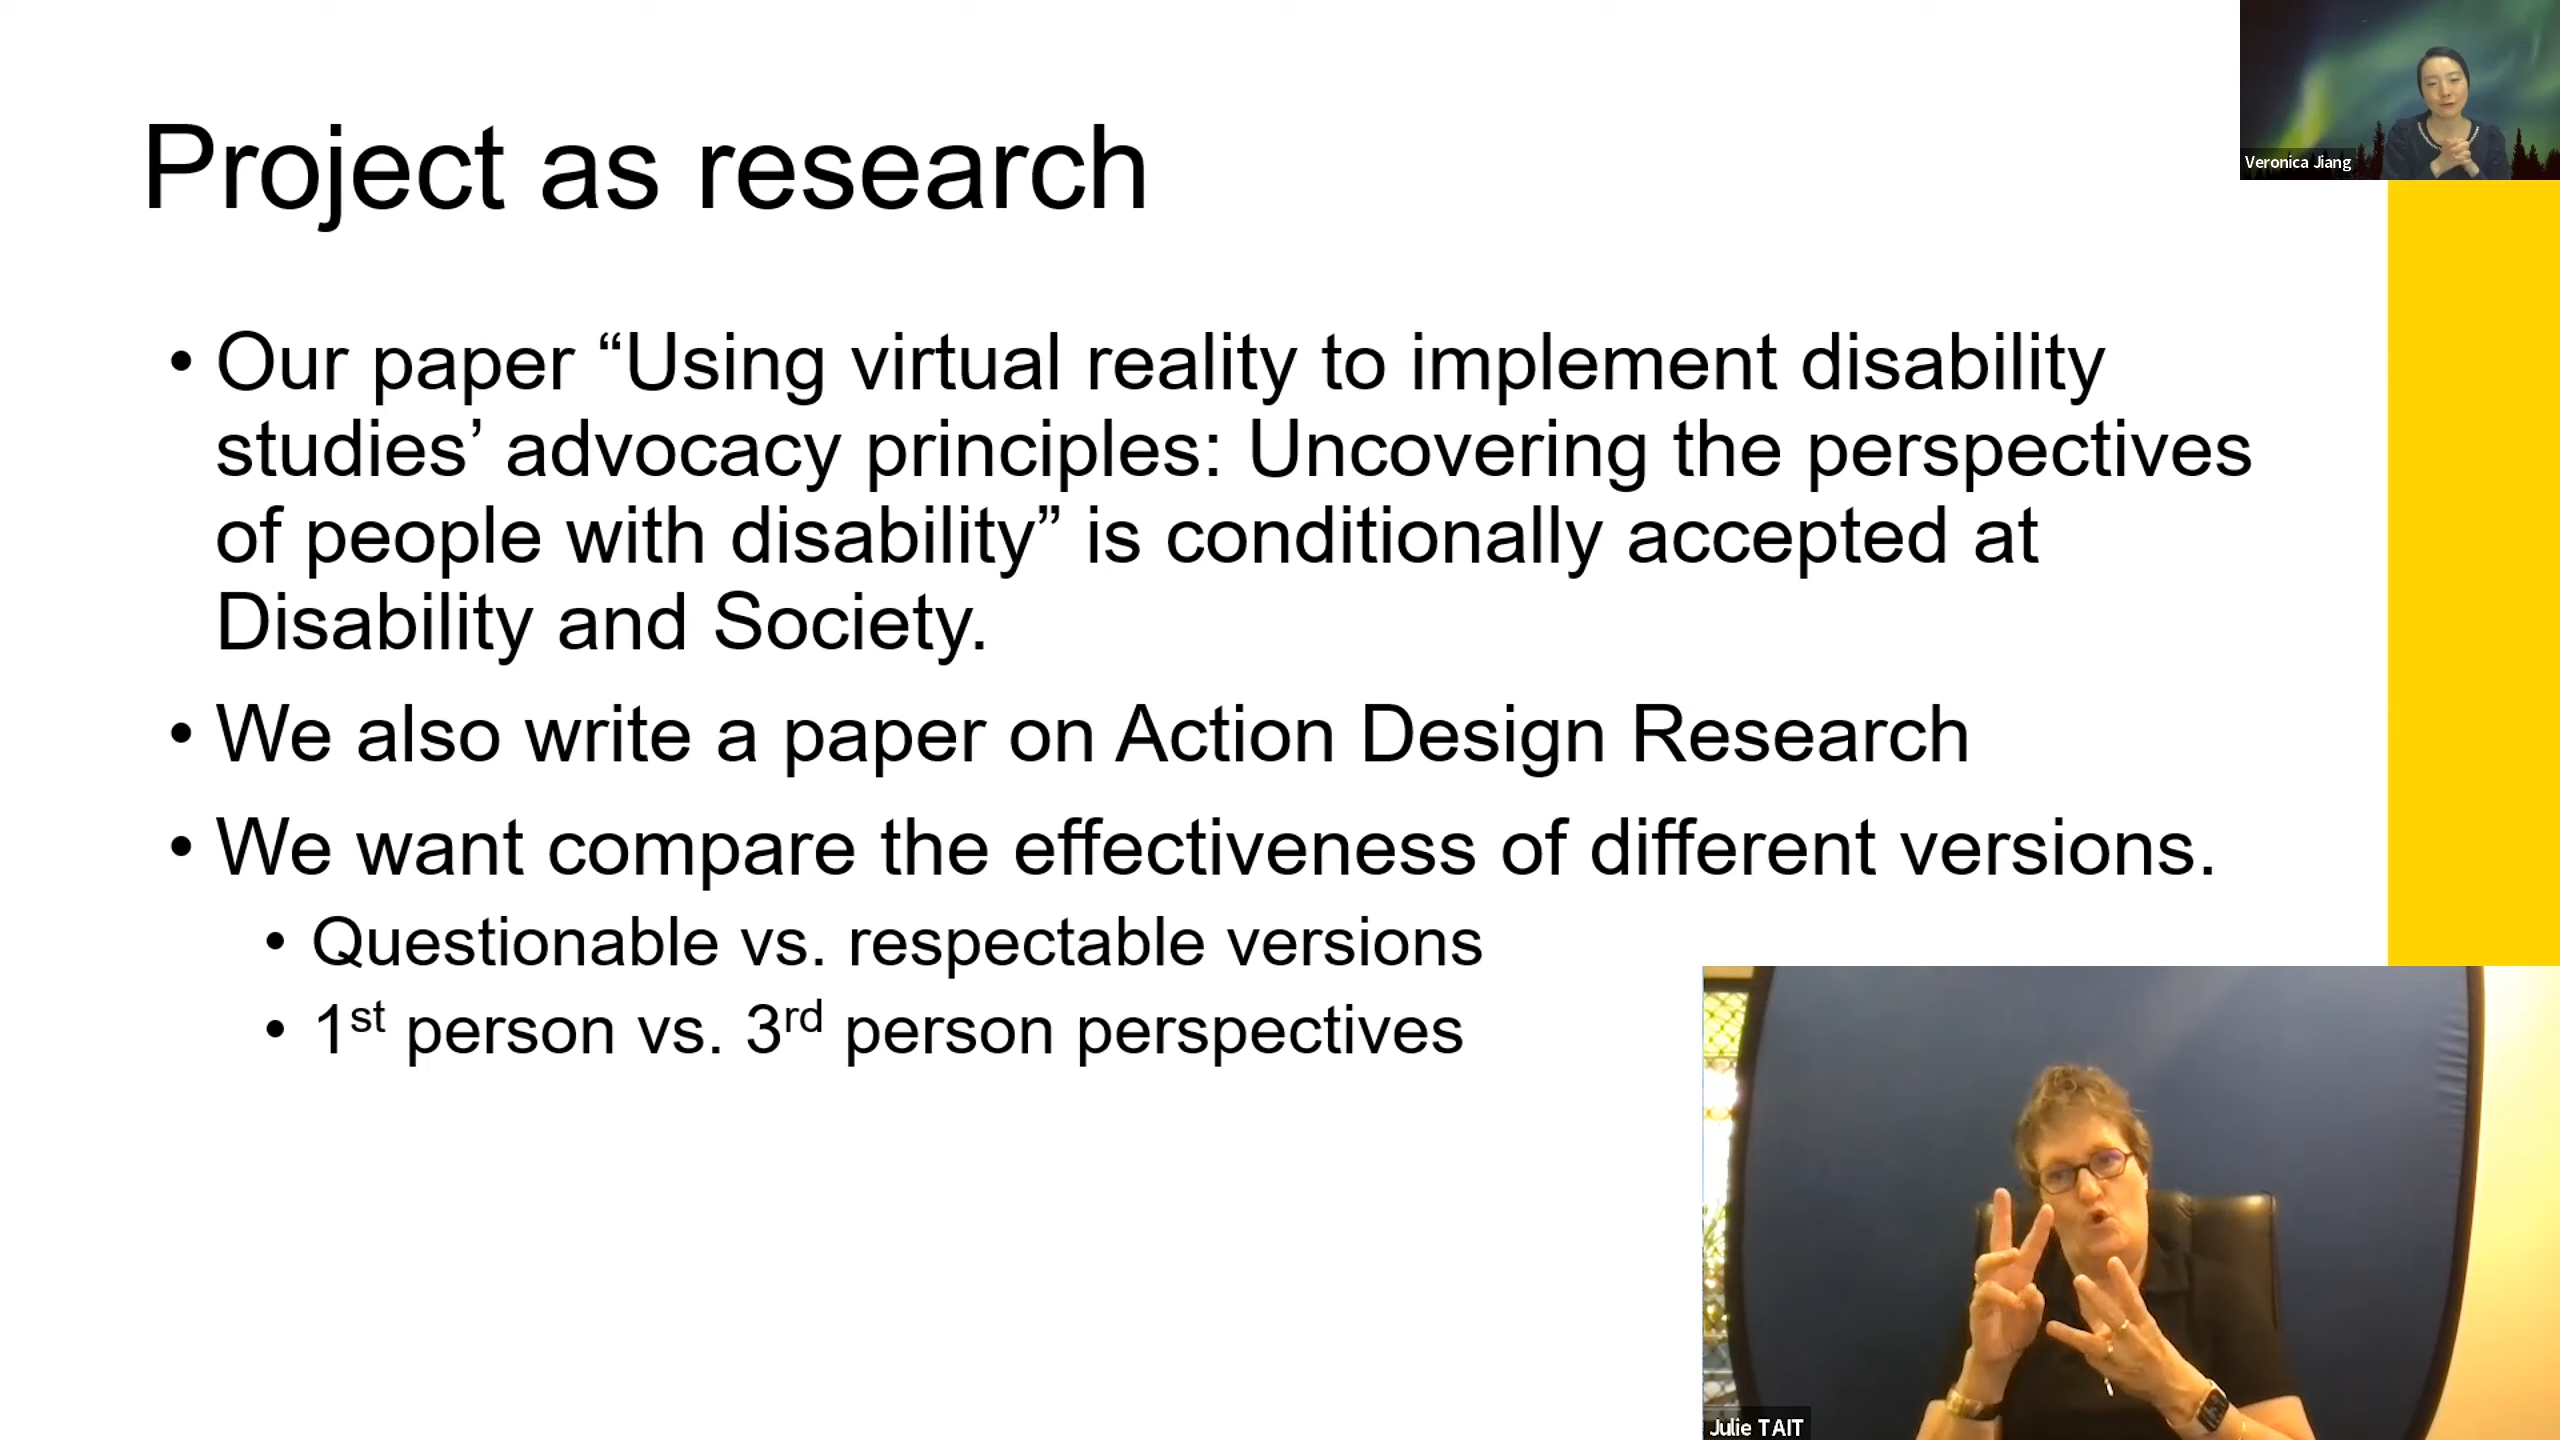 Project as research
Veronica Jiang
• Our paper “Using virtual reality to implement disability
studies’ advocacy principles: Uncovering the perspectives
of people with disability” is conditionally accepted at
Disability and Society.
• We also write a paper on Action Design Research
• We want compare the effectiveness of different versions.
• Questionable vs. respectable versions
• 1st person vs. 3rd person perspectives
Julie TAIT